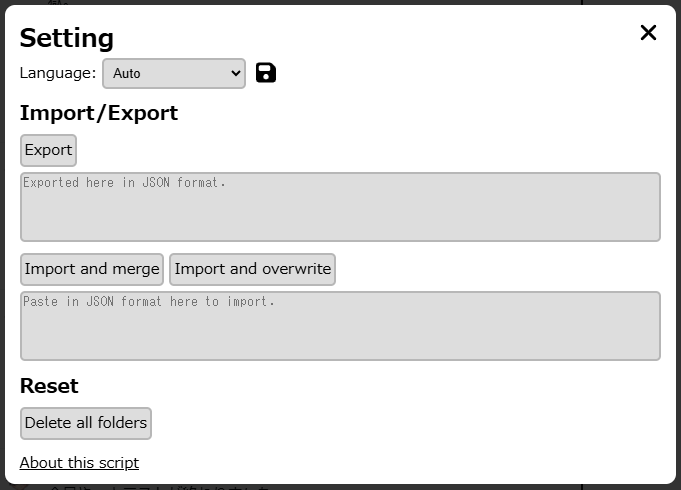 Setting
Language: Auto
Import/Export
Export
Exported here in JSON format.
Import and merge Import and overwrite
Paste in JSON format here to import.
Reset
Delete all folders
About this script